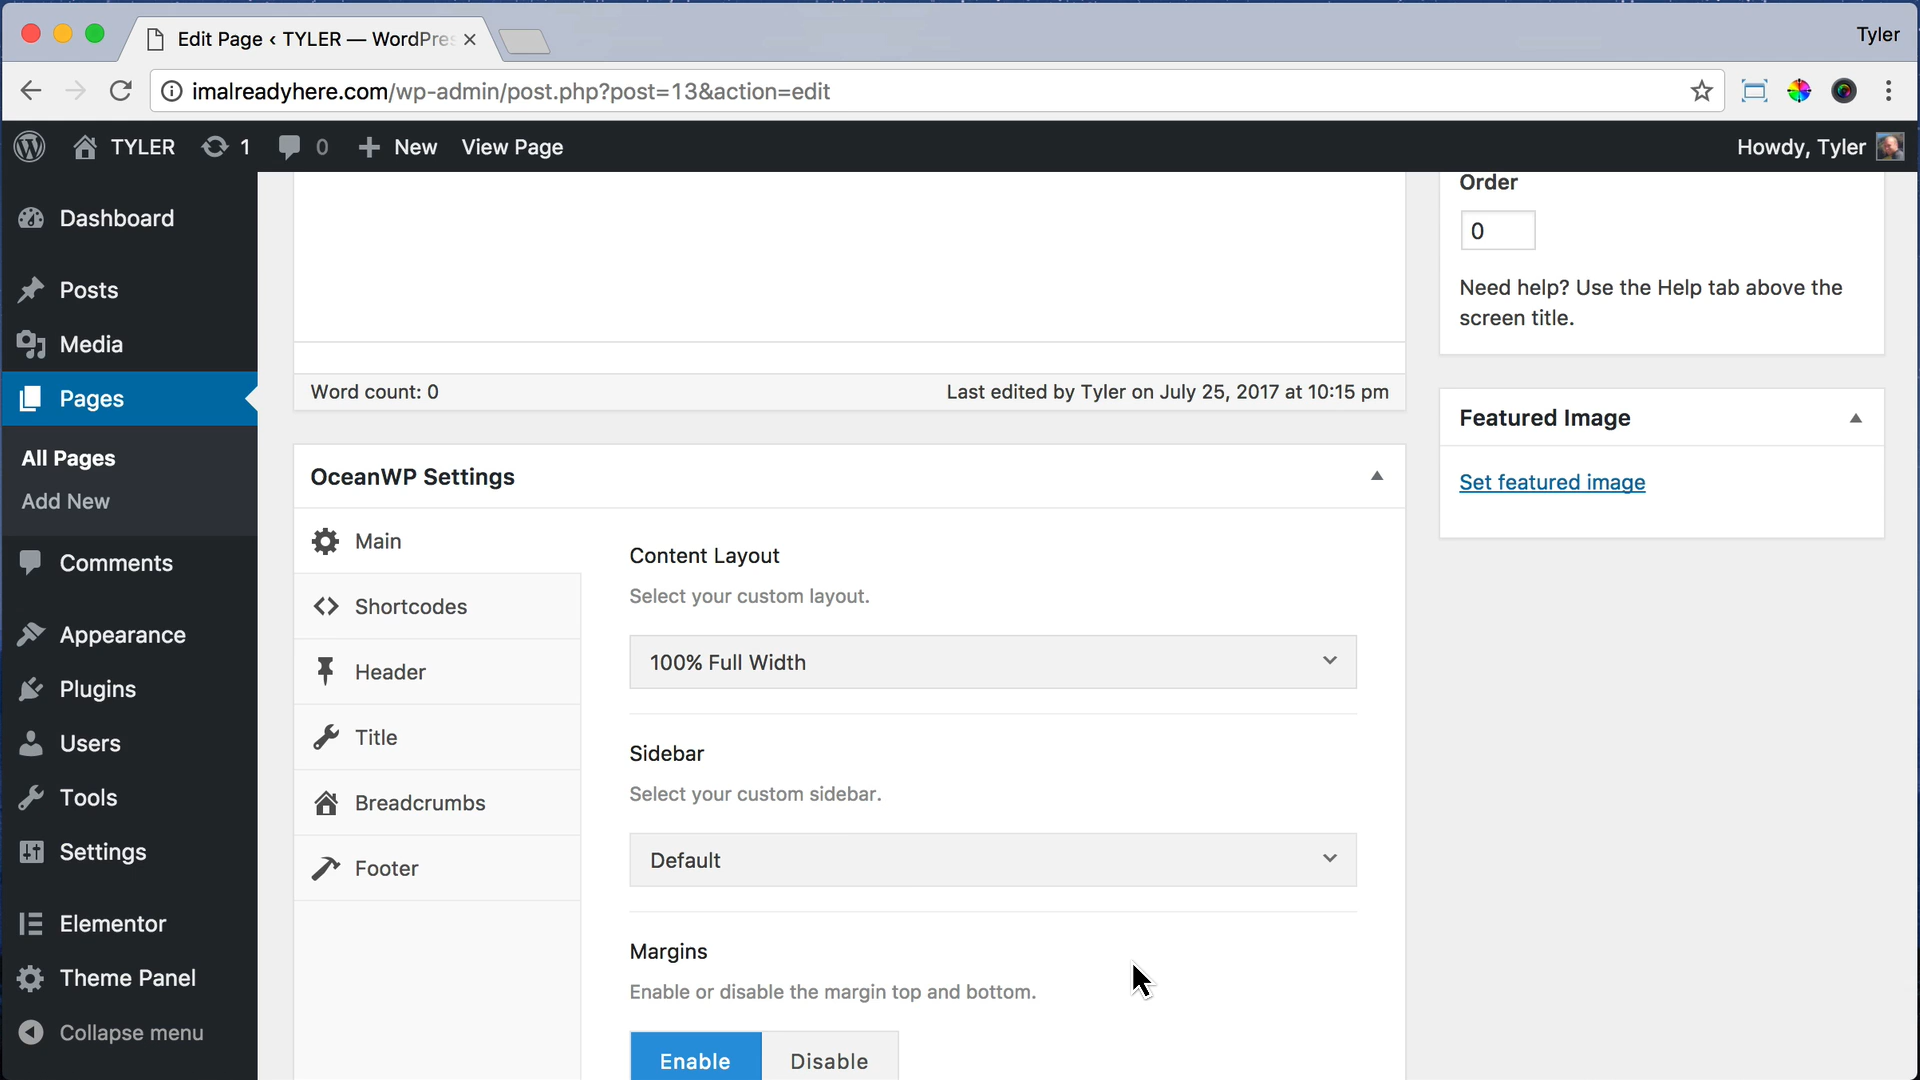 Edit Page ‹ TYLER — WordPres
Tyler
imalreadyhere.com/wp-admin/post.php?post=13&action=edit
TYLER
1
0
New
View Page
Howdy, Tyler
Dashboard
Posts
Media
Pages
All Pages
Add New
Comments
Appearance
Plugins
Users
Tools
Settings
Elementor
Theme Panel
Collapse menu
Word count: 0
Last edited by Tyler on July 25, 2017 at 10:15 pm
OceanWP Settings
Main
Shortcodes
Header
Title
Breadcrumbs
Footer
Content Layout
Select your custom layout.
100% Full Width
Sidebar
Select your custom sidebar.
Default
Margins
Enable or disable the margin top and bottom.
Enable
Disable
Order
0
Need help? Use the Help tab above the
screen title.
Featured Image
Set featured image